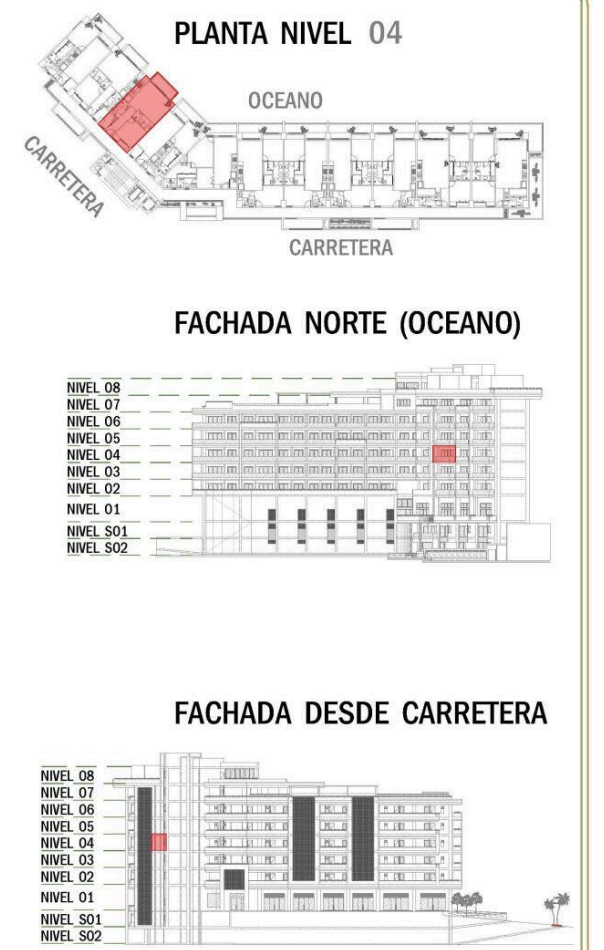 PLANTA NIVEL 04
OCEANO
CARRETERA
CARRETERA
FACHADA NORTE (OCEANO)
NIVEL 08
NIVEL 07
NIVEL 06
NIVEL 05
NIVEL 04
NIVEL 03
NIVEL 02
NIVEL 01
NIVEL S01
NIVEL S02
FACHADA DESDE CARRETERA
NIVEL 08
NIVEL 07
NIVEL 06
NIVEL 05
NIVEL 04
NIVEL 03
NIVEL 02
NIVEL 01
NIVEL S01
NIVEL S02